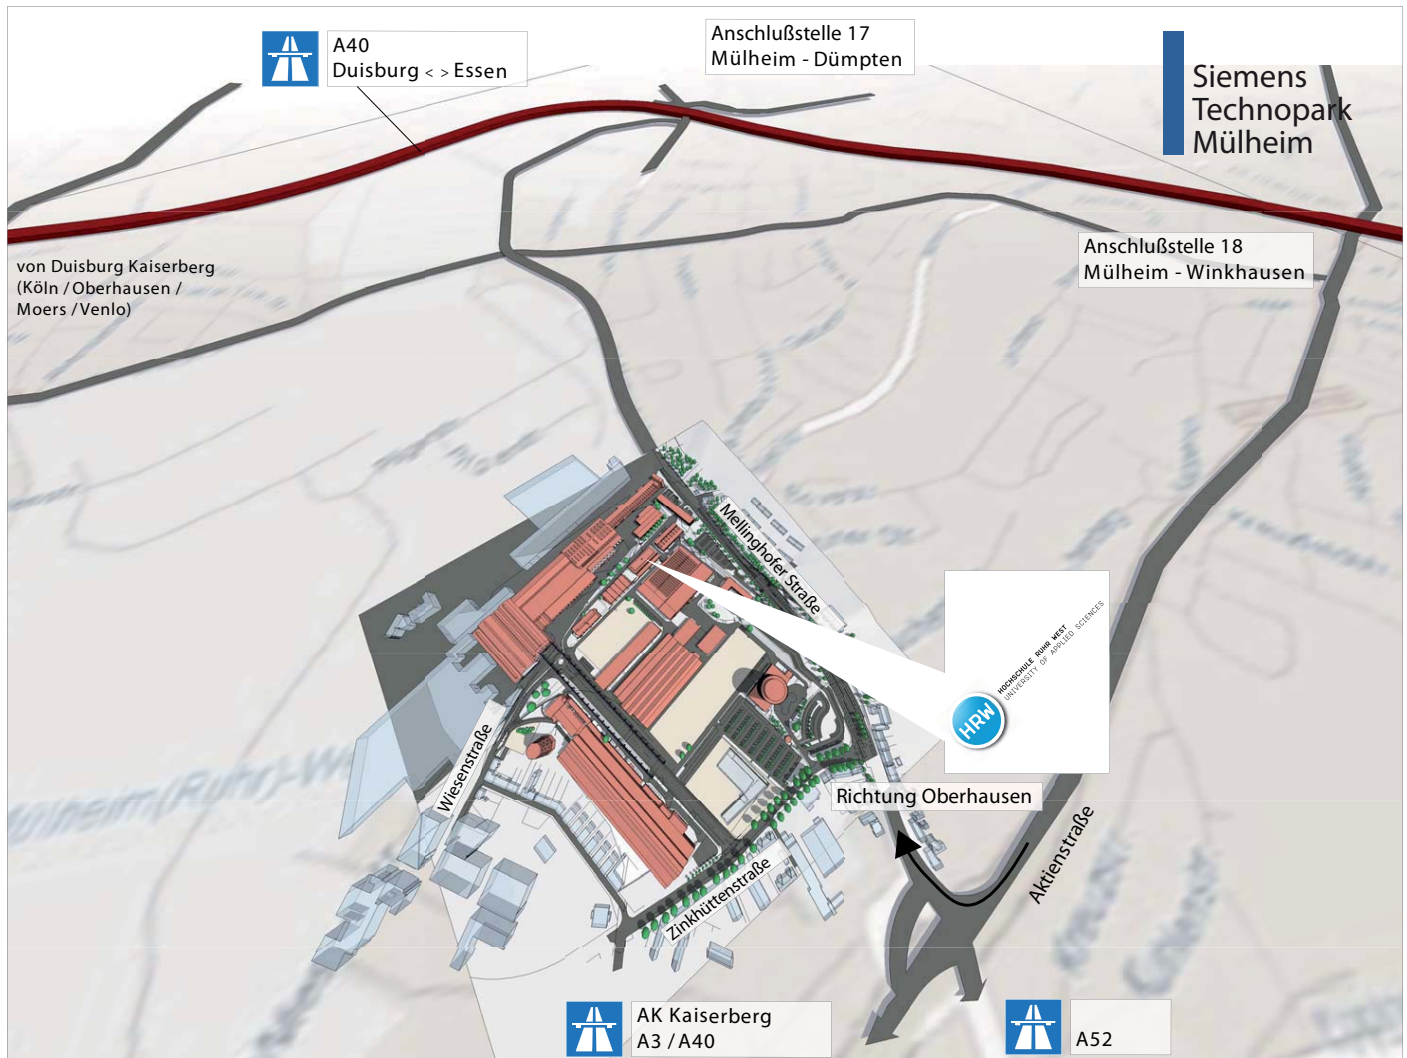 A40
Duisburg < > Essen
Anschlußstelle 17
Mülheim - Dümpten
Siemens
Technopark
Mülheim
Anschlußstelle 18
Mülheim - Winkhausen
von Duisburg Kaiserberg
(Köln / Oberhausen /
Moers / Venlo)
Mellinghofer Straße
HOCHSCHULE RUHR WEST
UNIVERSITY OF APPLIED SCIENCES
HRW
Wiesenstraße
Richtung Oberhausen
Aktienstraße
Zinkhüttenstraße
AK Kaiserberg
A3 / A40
A52